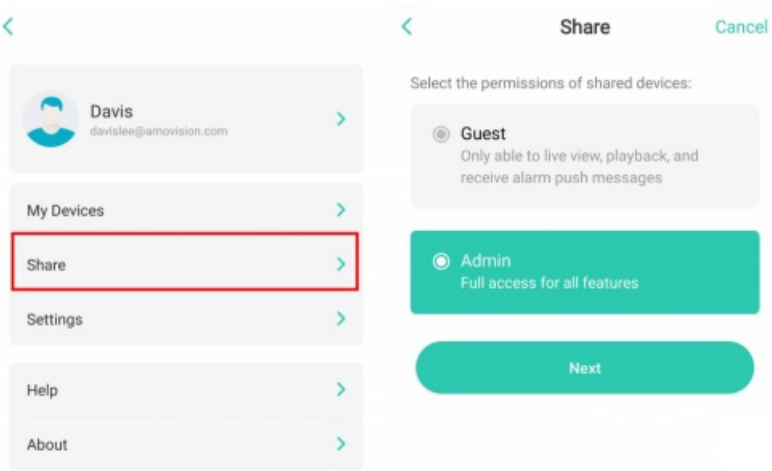 Davis
davislee@amovision.com
My Devices
Share
Settings
Help
About
Share
Cancel
Select the permissions of shared devices:
Guest
Only able to live view, playback, and
receive alarm push messages
Admin
Full access for all features
Next